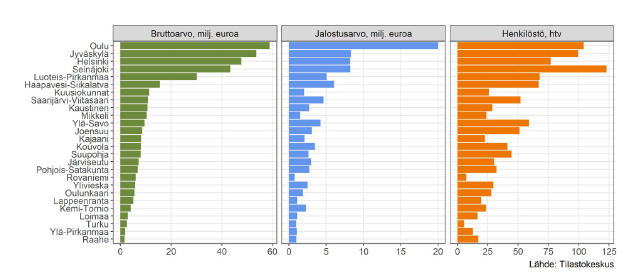 Bruttoarvo, milj. euroa
Jalostusarvo, milj. euroa
Henkilöstö, htv
Oulu
Jyväskylä
Helsinki
Seinäjoki
Luoteis-Pirkanmaa
Haapavesi-Siikalatva
Kuusiokunnat
Saarijärvi-Viitasaari
Kaustinen
Mikkeli
Ylä-Savo
Joensuu
Kajaani
Kouvola
Suupohja
Järviseutu
Pohjois-Satakunta
Rovaniemi
Ylivieska
Oulunkaari
Lappeenranta
Kemi-Tornio
Loimaa
Turku
Ylä-Pirkanmaa
Raahe
0 20 40 60
0 5 10 15 20
0 25 50 75 100 125
Lähde: Tilastokeskus